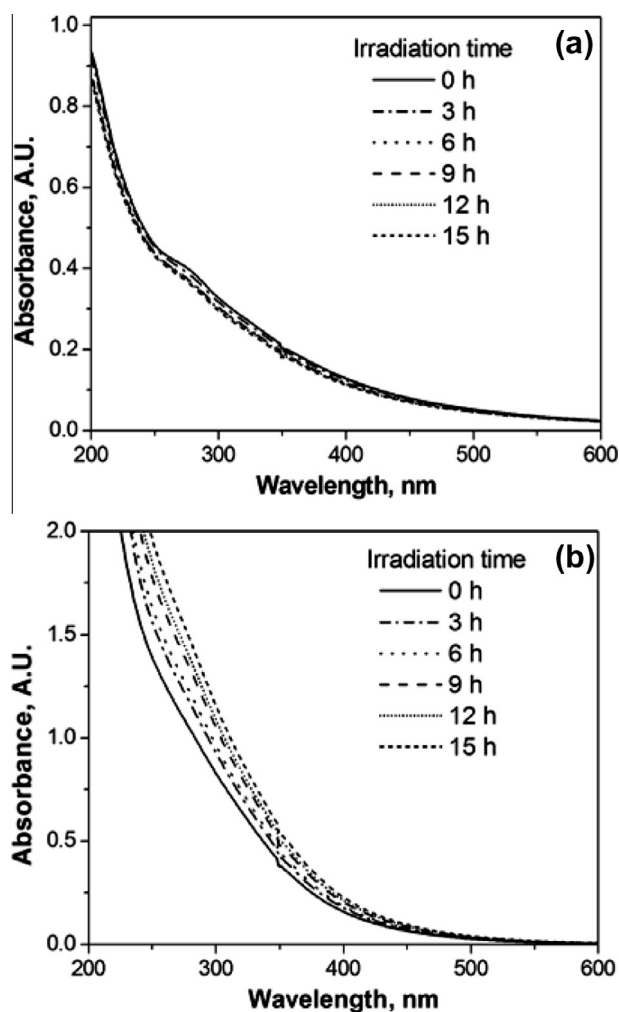 (a)
Irradiation time
0 h
3 h
6 h
9 h
12 h
15 h
1.0
0.8
0.6
0.4
0.2
0.0
Absorbance, A.U.
200 300 400 500 600
Wavelength, nm
(b)
Irradiation time
0 h
3 h
6 h
9 h
12 h
15 h
2.0
1.5
1.0
0.5
0.0
Absorbance, A.U.
200 300 400 500 600
Wavelength, nm